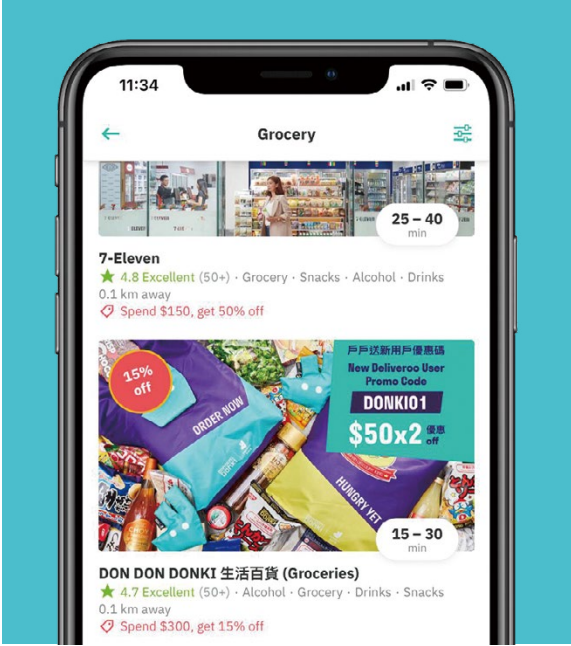 11:34
Grocery
25 – 40
min
7-Eleven
4.8 Excellent (50+) · Grocery · Snacks · Alcohol · Drinks
0.1 km away
Spend $150, get 50% off
15%
off
戶戶送新用戶優惠碼
New Deliveroo User
Promo Code
DONKI01
$50x2 優惠
off
ORDER NOW
HUNGRY YET
15 – 30
min
DON DON DONKI 生活百貨 (Groceries)
4.7 Excellent (50+) · Alcohol · Grocery · Drinks · Snacks
0.1 km away
Spend $300, get 15% off